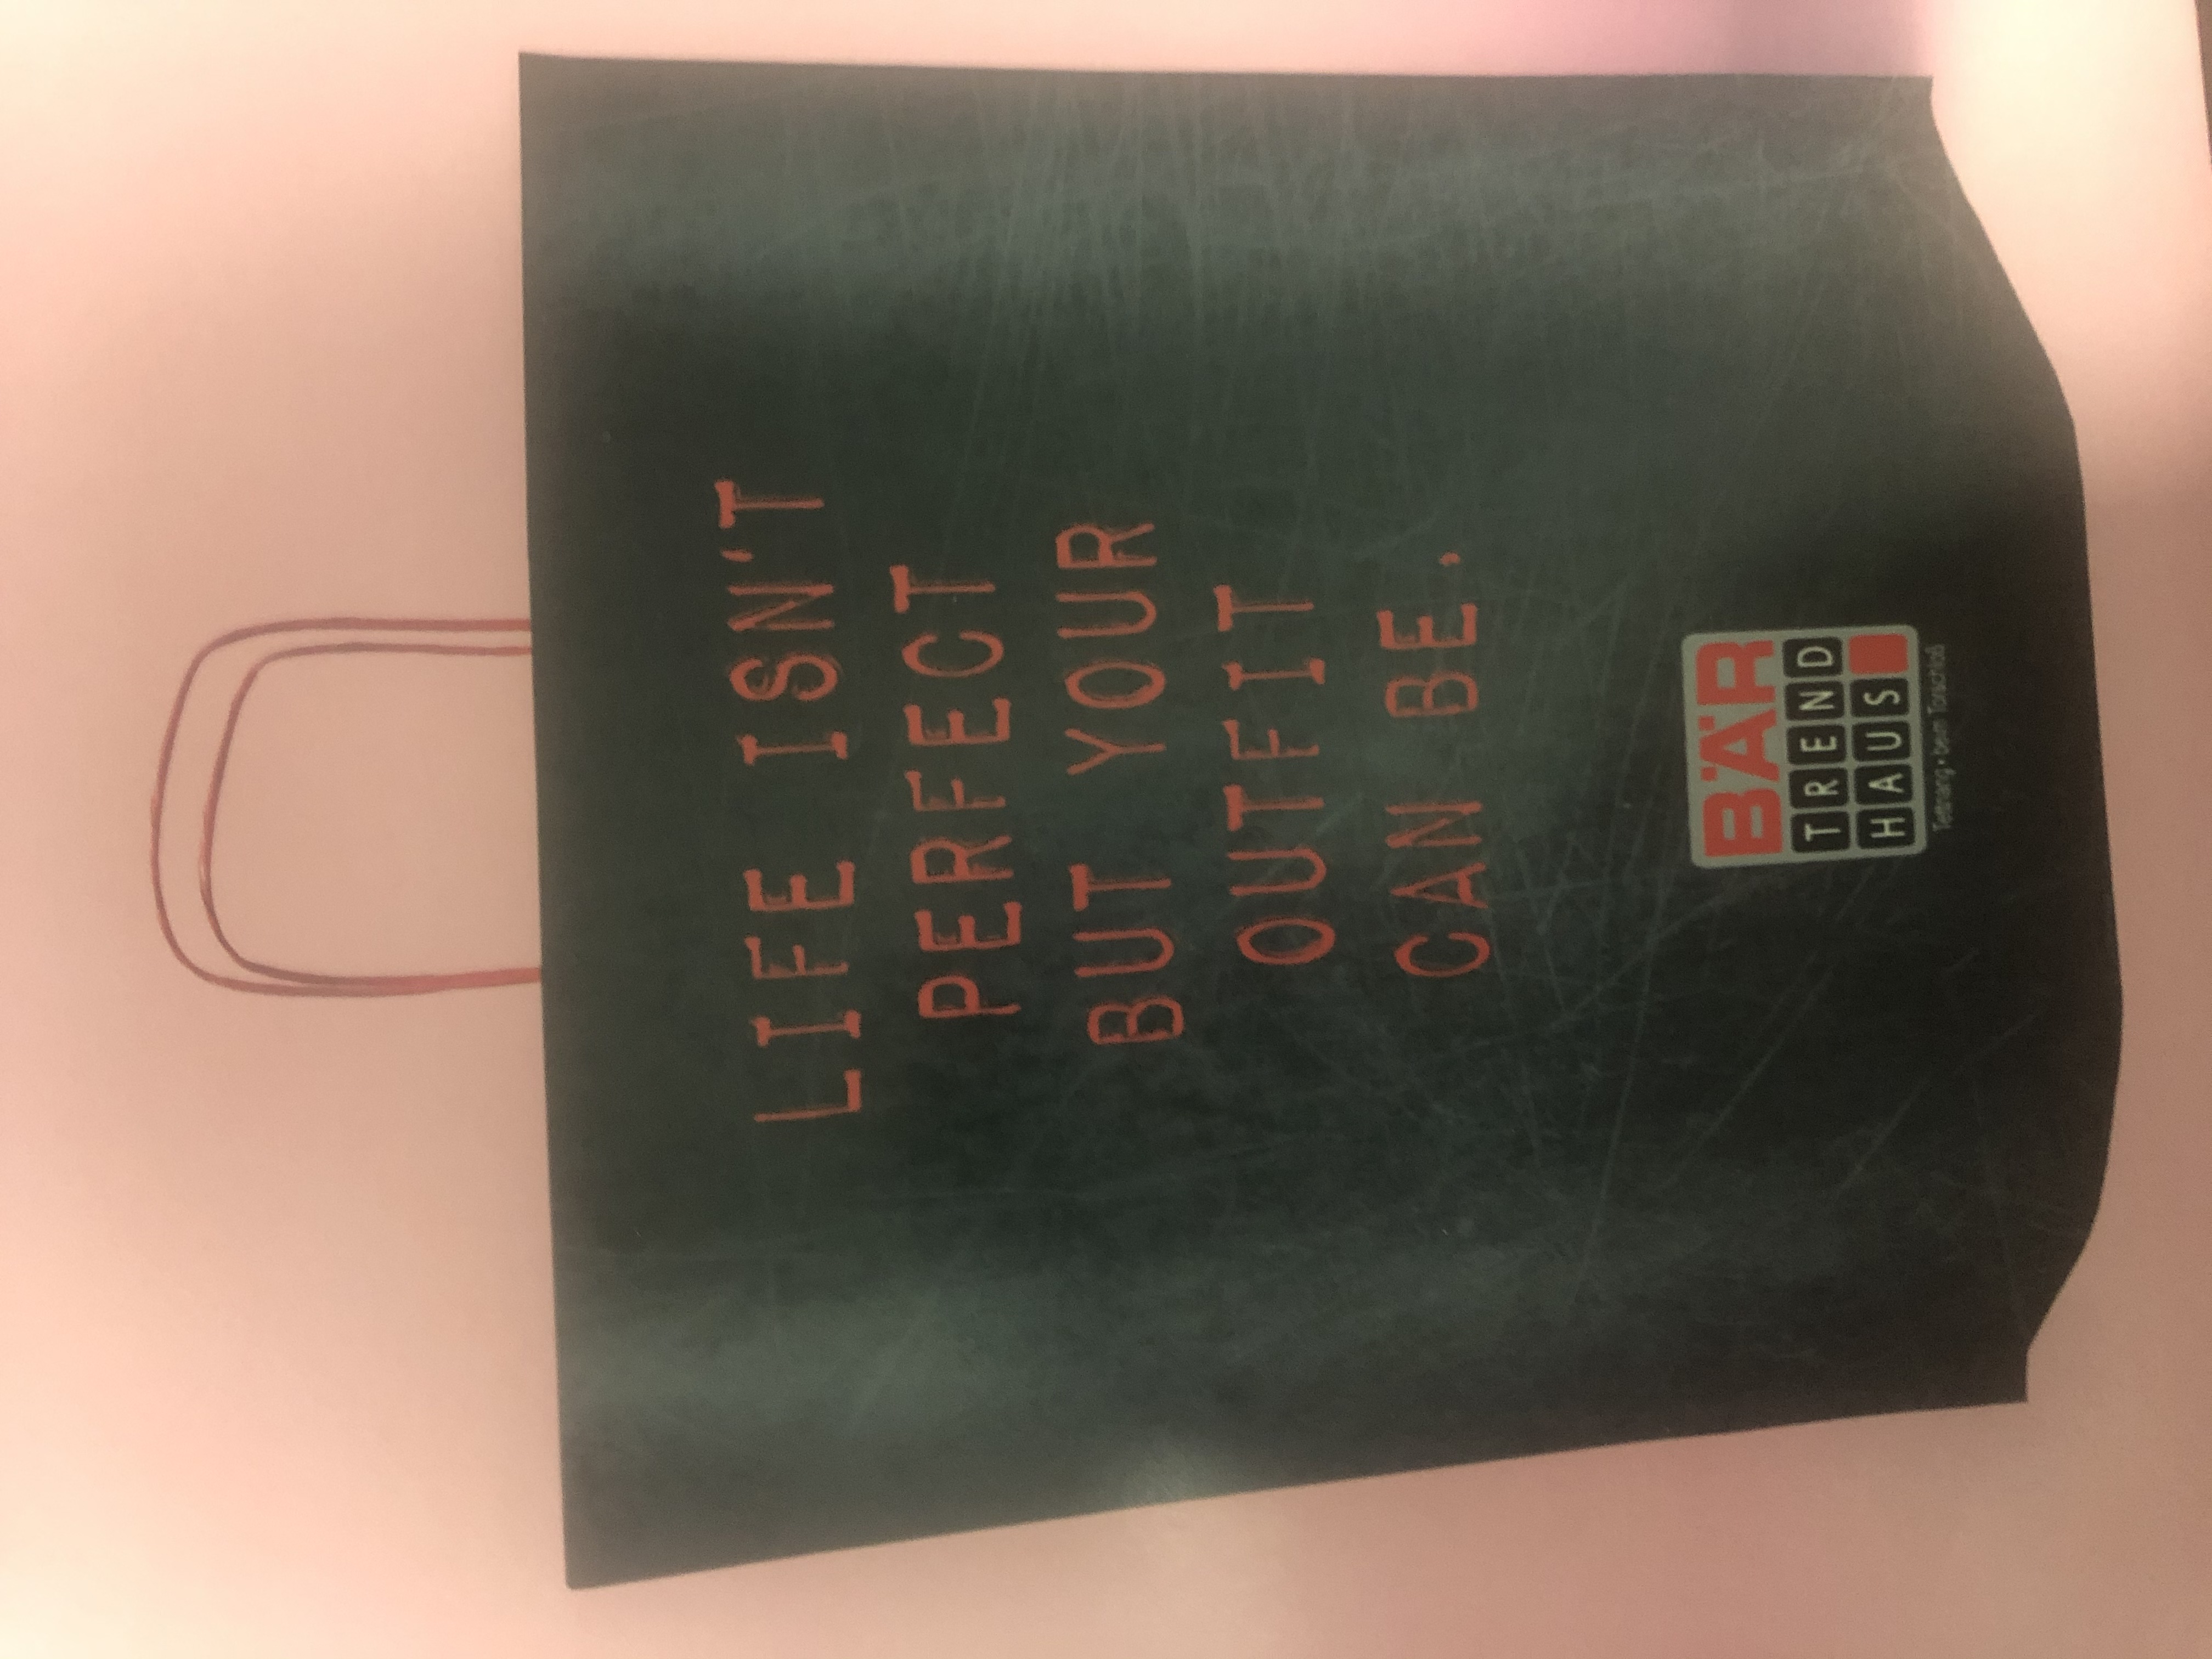 LIFE ISN'T
PERFECT
BUT YOUR
OUTFIT
CAN BE.
BÄR
TREND
HAUS
Tettnang • beim Torschloß